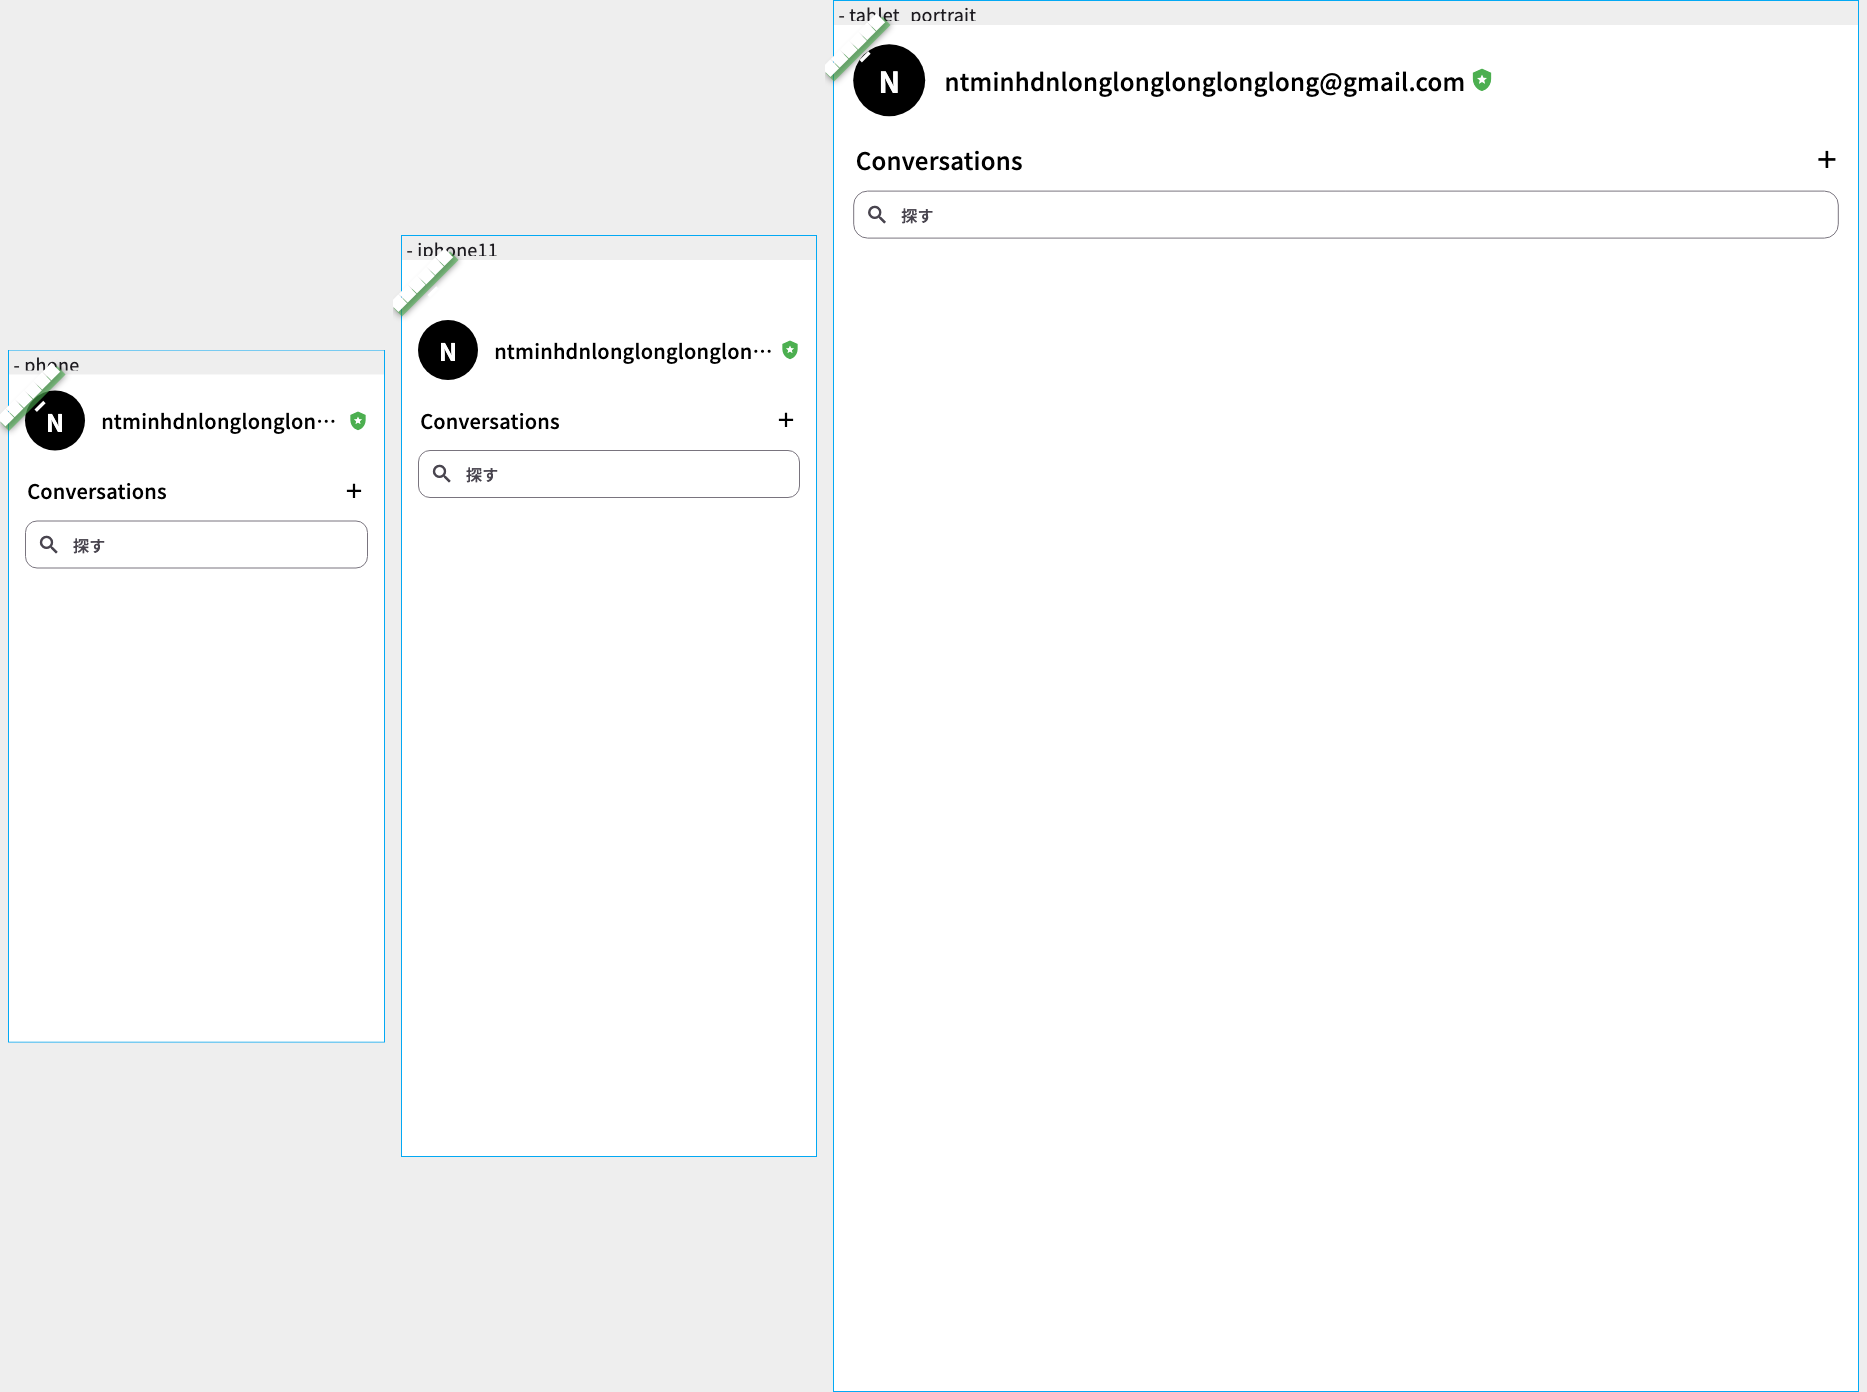 - phone
N
ntminhdnlonglonglon…
Conversations
+
探す
- iphone11
N
ntminhdnlonglonglonglon…
Conversations
+
探す
- tablet_portrait
N
ntminhdnlonglonglonglonglong@gmail.com
Conversations
+
探す